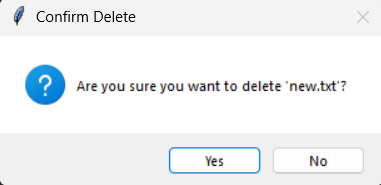 Confirm Delete
Are you sure you want to delete 'new.txt'?
Yes
No